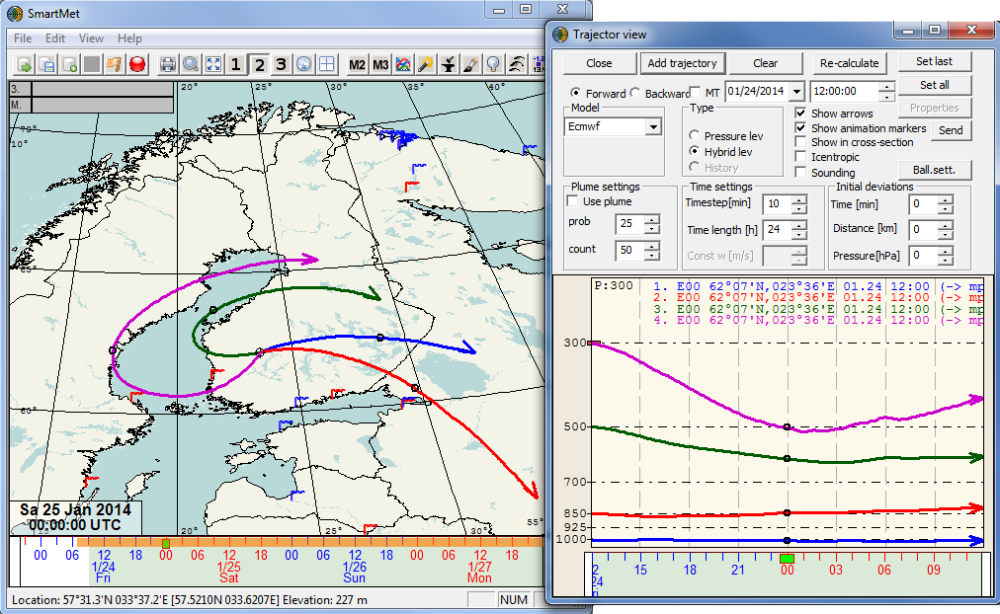 SmartMet
File Edit View Help
1 2 3 M2 M3
3.
M.
70°
10°
20°
25°
30°
35°
40°
65°
60°
15°
20°
25°
30°
55°
Sa 25 Jan 2014
00:00:00 UTC
00 06 12 18 00 06 12 18 00 06 12 18 00 06 12 18
1/24 1/25 1/26 1/27
Fri Sat Sun Mon
Location: 57°31.3'N 033°37.2'E [57.5210N 033.6207E] Elevation: 227 m
NUM
Trajector view
Close Add trajectory Clear Re-calculate Set last
Forward Backward MT 01/24/2014 12:00:00 Set all
Properties
Model
Ecmwf
Type
Pressure lev
Hybrid lev
History
Show arrows
Show animation markers
Show in cross-section
Icentropic
Sounding
Send
Ball.sett.
Plume settings
Use plume
prob 25
count 50
Time settings
Timestep[min] 10
Time length [h] 24
Const w [m/s]
Initial deviations
Time [min] 0
Distance [km] 0
Pressure[hPa] 0
P:300
1. E00 62°07'N,023°36'E 01.24 12:00 (-> mp
2. E00 62°07'N,023°36'E 01.24 12:00 (-> mp
3. E00 62°07'N,023°36'E 01.24 12:00 (-> mp
4. E00 62°07'N,023°36'E 01.24 12:00 (-> mp
300
500
700
850
925
1000
2 15 18 21 00 03 06 09
24